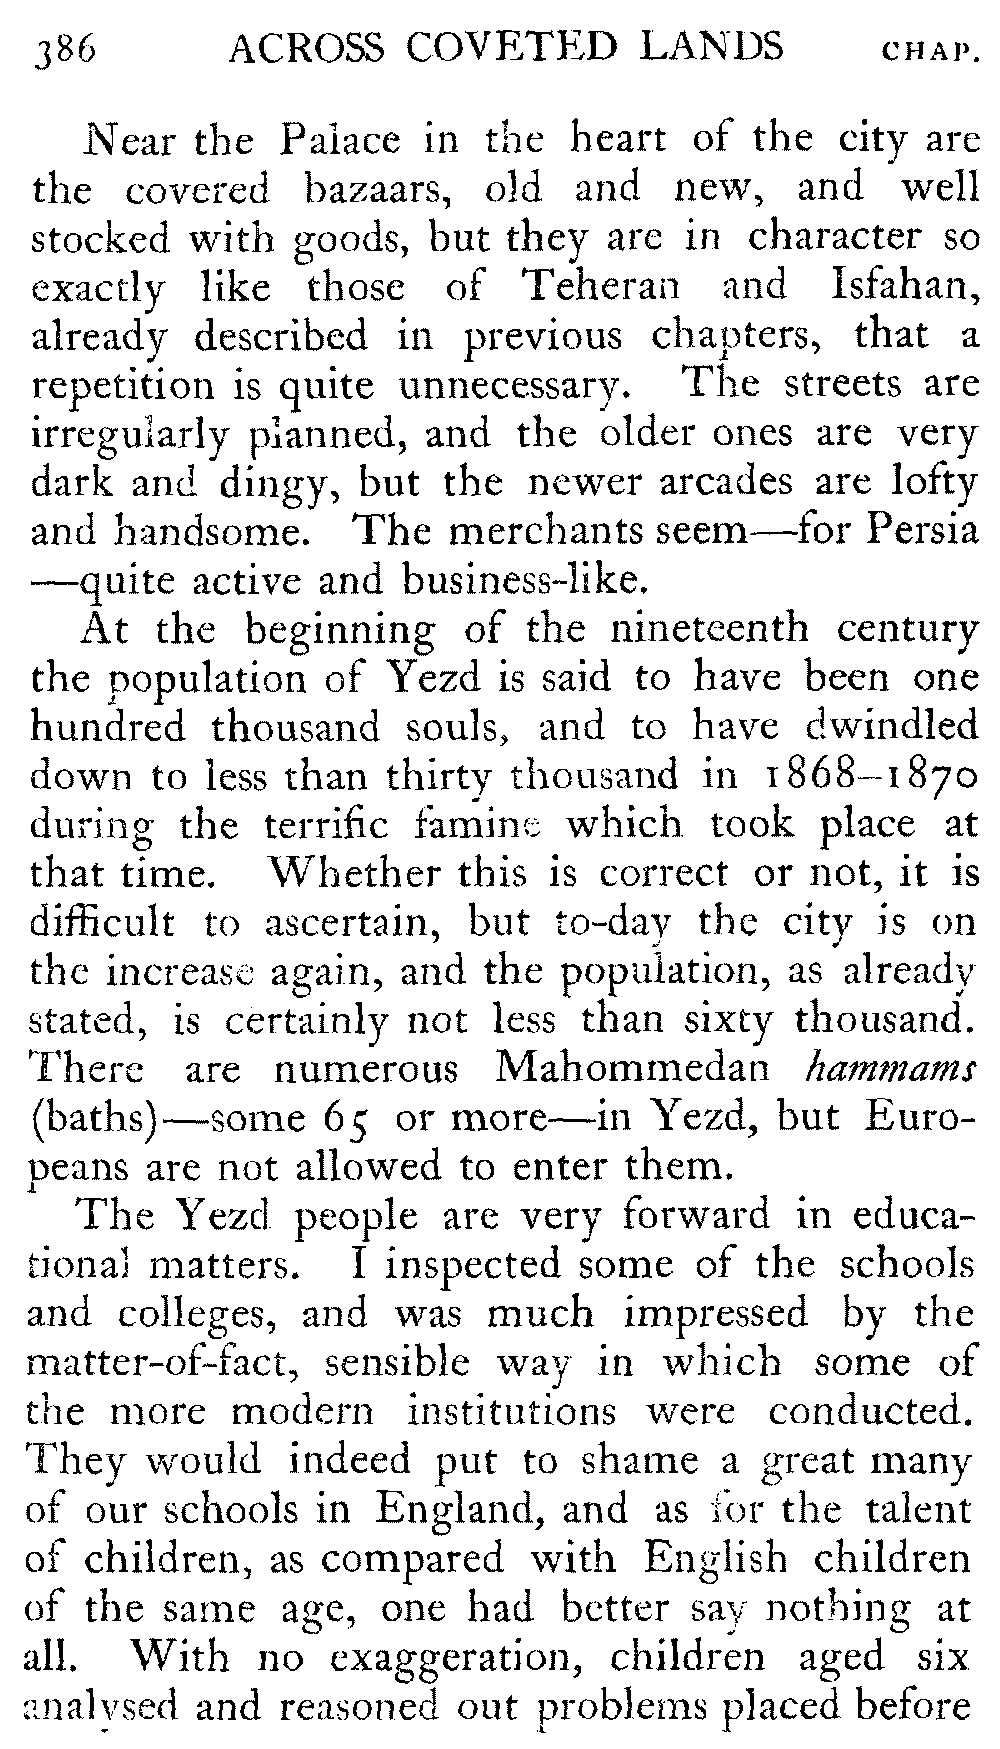 386 ACROSS COVETED LANDS CHAP.
Near the Palace in the heart of the city are
the covered bazaars, old and new, and well
stocked with goods, but they are in character so
exactly like those of Teheran and Isfahan,
already described in previous chapters, that a
repetition is quite unnecessary. The streets are
irregularly planned, and the older ones are very
dark and dingy, but the newer arcades are lofty
and handsome. The merchants seem—for Persia
—quite active and business-like.
At the beginning of the nineteenth century
the population of Yezd is said to have been one
hundred thousand souls, and to have dwindled
down to less than thirty thousand in 1868–1870
during the terrific famine which took place at
that time. Whether this is correct or not, it is
difficult to ascertain, but to-day the city is on
the increase again, and the population, as already
stated, is certainly not less than sixty thousand.
There are numerous Mahommedan hammams
(baths)—some 65 or more—in Yezd, but Euro-
peans are not allowed to enter them.
The Yezd people are very forward in educa-
tional matters. I inspected some of the schools
and colleges, and was much impressed by the
matter-of-fact, sensible way in which some of
the more modern institutions were conducted.
They would indeed put to shame a great many
of our schools in England, and as for the talent
of children, as compared with English children
of the same age, one had better say nothing at
all. With no exaggeration, children aged six
analysed and reasoned out problems placed before